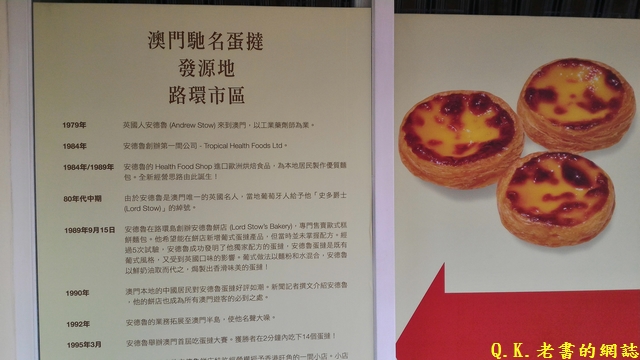 澳門馳名蛋撻
發源地
路環市區
1979年 英國人安德魯 (Andrew Stow) 來到澳門，以工業藥劑師為業。
1984年 安德魯創辦第一間公司 - Tropical Health Foods Ltd。
1984年/1989年 安德魯的 Health Food Shop 進口歐洲烘焙食品，為本地居民製作優質麵
包。全新經營思路由此誕生！
80年代中期 由於安德魯是澳門唯一的英國名人，當地葡萄牙人給予他「史多爵士
(Lord Stow)」的綽號。
1989年9月15日 安德魯在路環島創辦安德魯餅店 (Lord Stow's Bakery)，專門售賣歐式糕
餅麵包。他希望能在餅店新增葡式蛋撻產品，但當時並未掌握配方。經
過5次試驗，安德魯成功發明了他獨家配方的蛋撻，安德魯蛋撻是既有
葡式風格，又受到英國口味的影響。葡式做法以麵粉和水混合，安德魯
以鮮奶油取而代之，焗製出香滑味美的蛋撻！
1990年 澳門本地的中國居民對安德魯蛋撻好評如潮。新聞記者撰文介紹安德魯
，他的餅店也成為所有澳門遊客的必到之處。
1992年 安德魯的業務拓展至澳門半島，使他名聲大噪。
1995年3月 安德魯舉辦澳門首屆吃蛋撻大賽。獲勝者在2分鐘內吃下14個蛋撻！
Q.K.老書的網誌